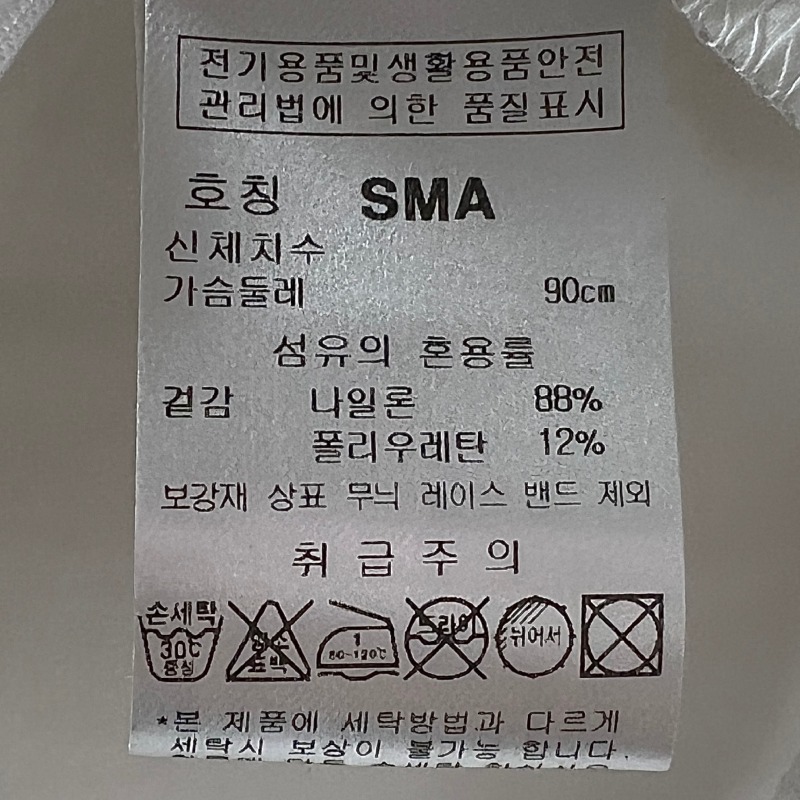 전기용품및생활용품안전
관리법에 의한 품질표시
호칭 SMA
신체치수
가슴둘레 90cm
섬유의 혼용률
겉감 나일론 88%
폴리우레탄 12%
보강재 상표 무늬 레이스 밴드 제외
취급주의
손세탁
30℃
중성
염소
표백
1
80~120℃
드라이
뉘어서
*본 제품에 세탁방법과 다르게
세탁시 보상이 불가능 합니다.